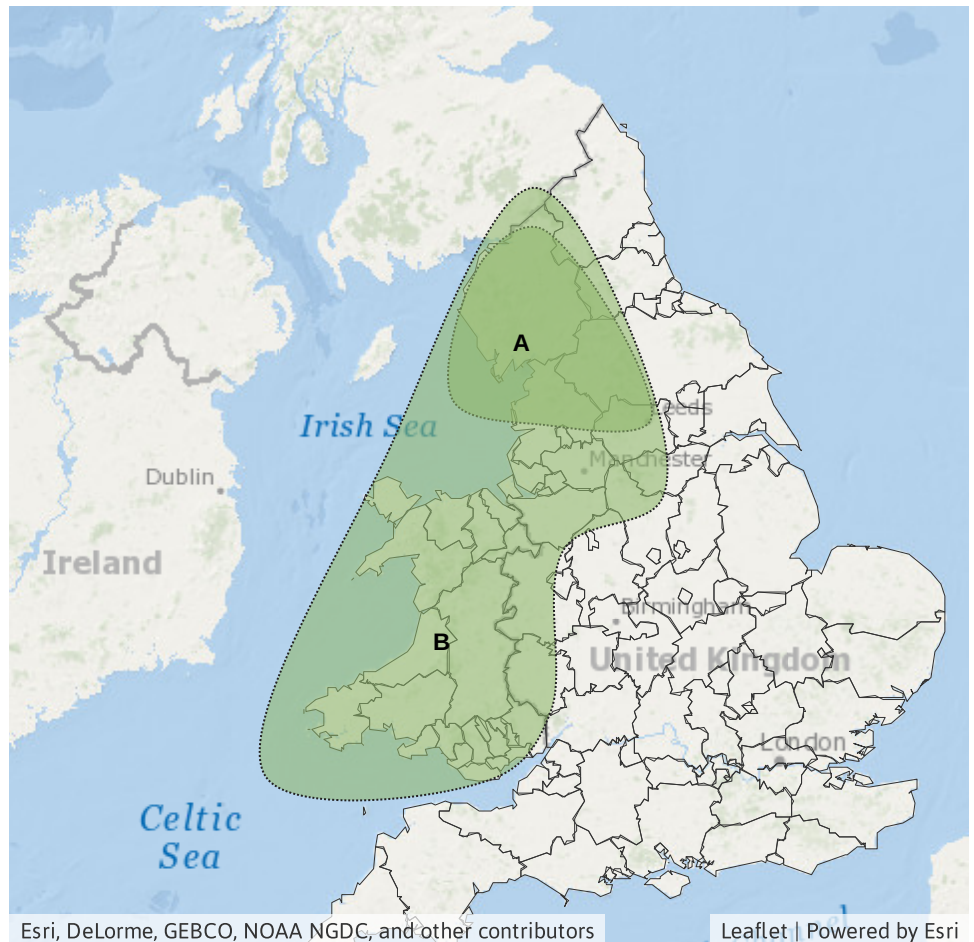 A
Irish Sea
eeds
Manchester
Dublin
Ireland
Birmingham
B
United Kingdom
London
Celtic
Sea
Esri, DeLorme, GEBCO, NOAA NGDC, and other contributors
Leaflet | Powered by Esri